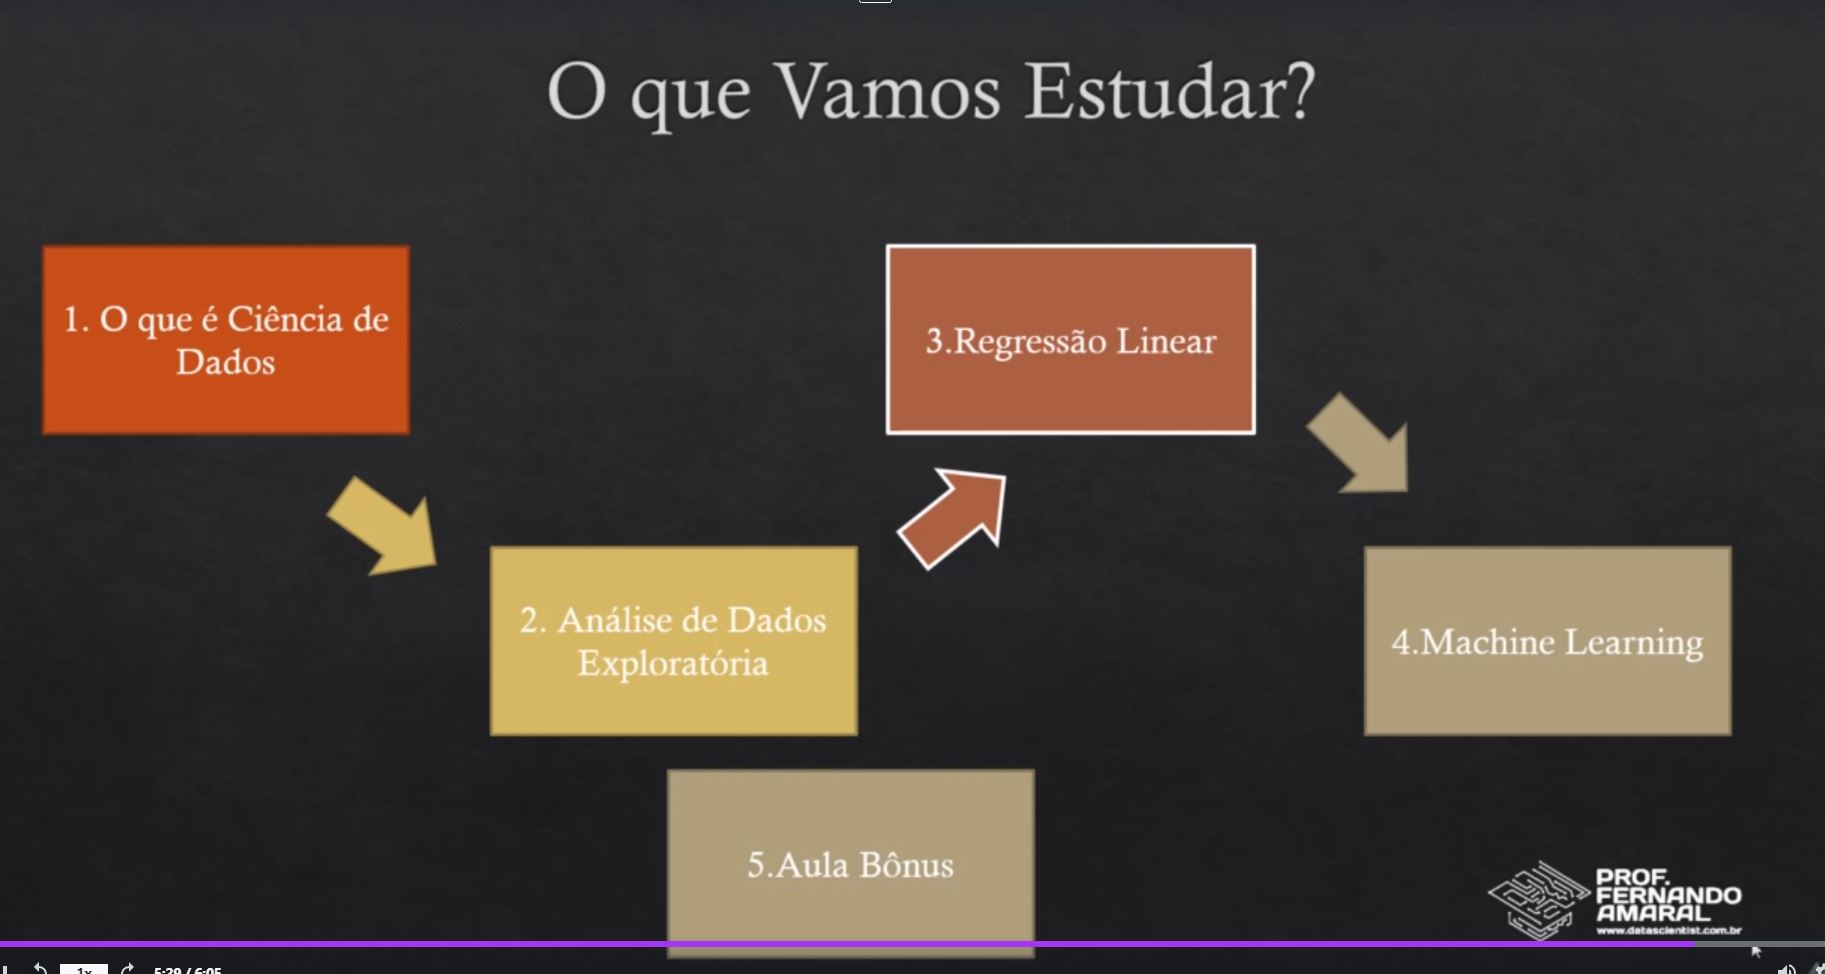 O que Vamos Estudar?
1. O que é Ciência de
Dados
2. Análise de Dados
Exploratória
3.Regressão Linear
4.Machine Learning
5.Aula Bônus
PROF.
FERNANDO
AMARAL
www.datascientist.com.br
1x
5:29 / 6:05